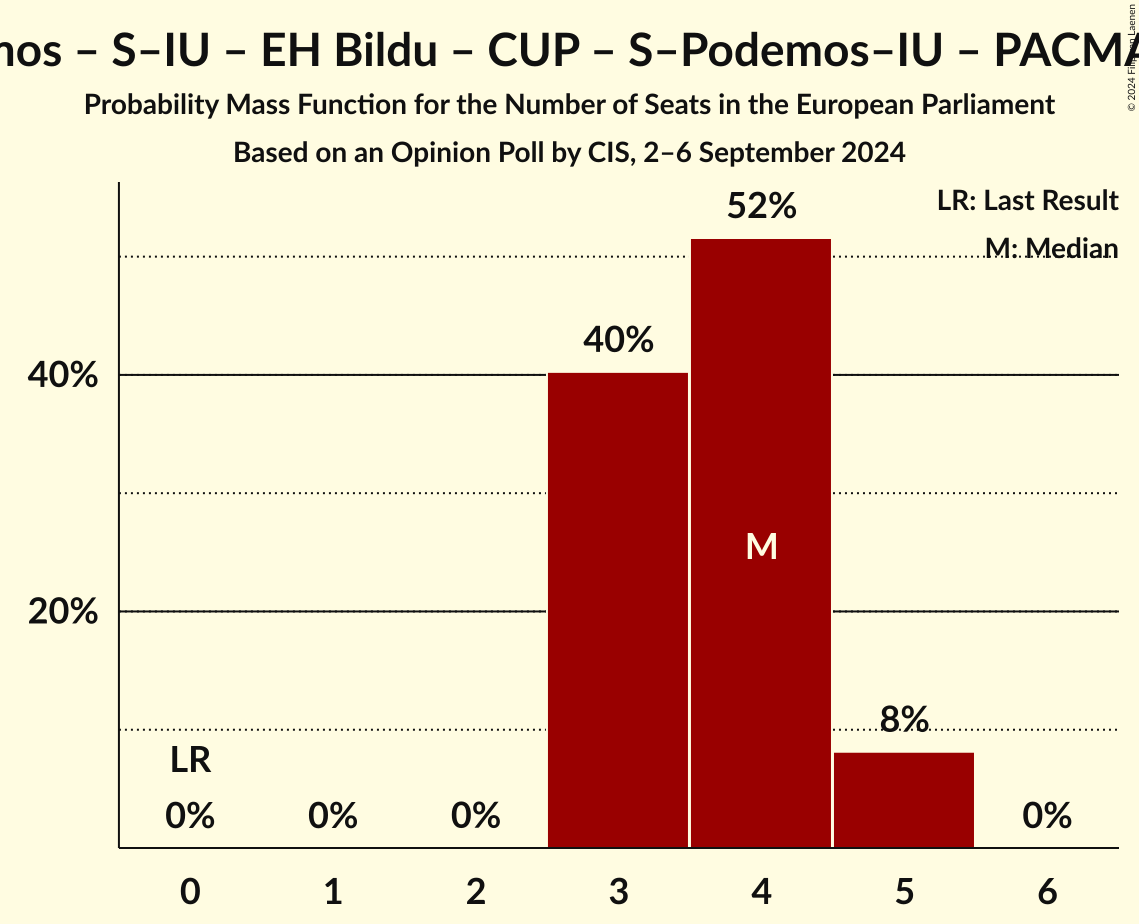 – S–IU – EH Bildu – CUP – S–Podemos–IU –
Probability Mass Function for the Number of Seats in the European Parliament
Based on an Opinion Poll by CIS, 2–6 September 2024
© 2024 Filip van Laenen
LR: Last Result
M: Median
52%
40%
40%
M
20%
8%
LR
0%
0%
0%
0%
0
1
2
3
4
5
6